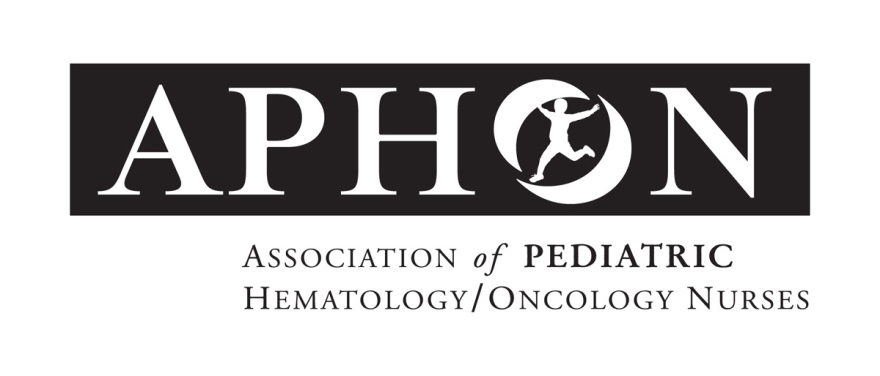 APHON
ASSOCIATION of PEDIATRIC
HEMATOLOGY/ONCOLOGY NURSES